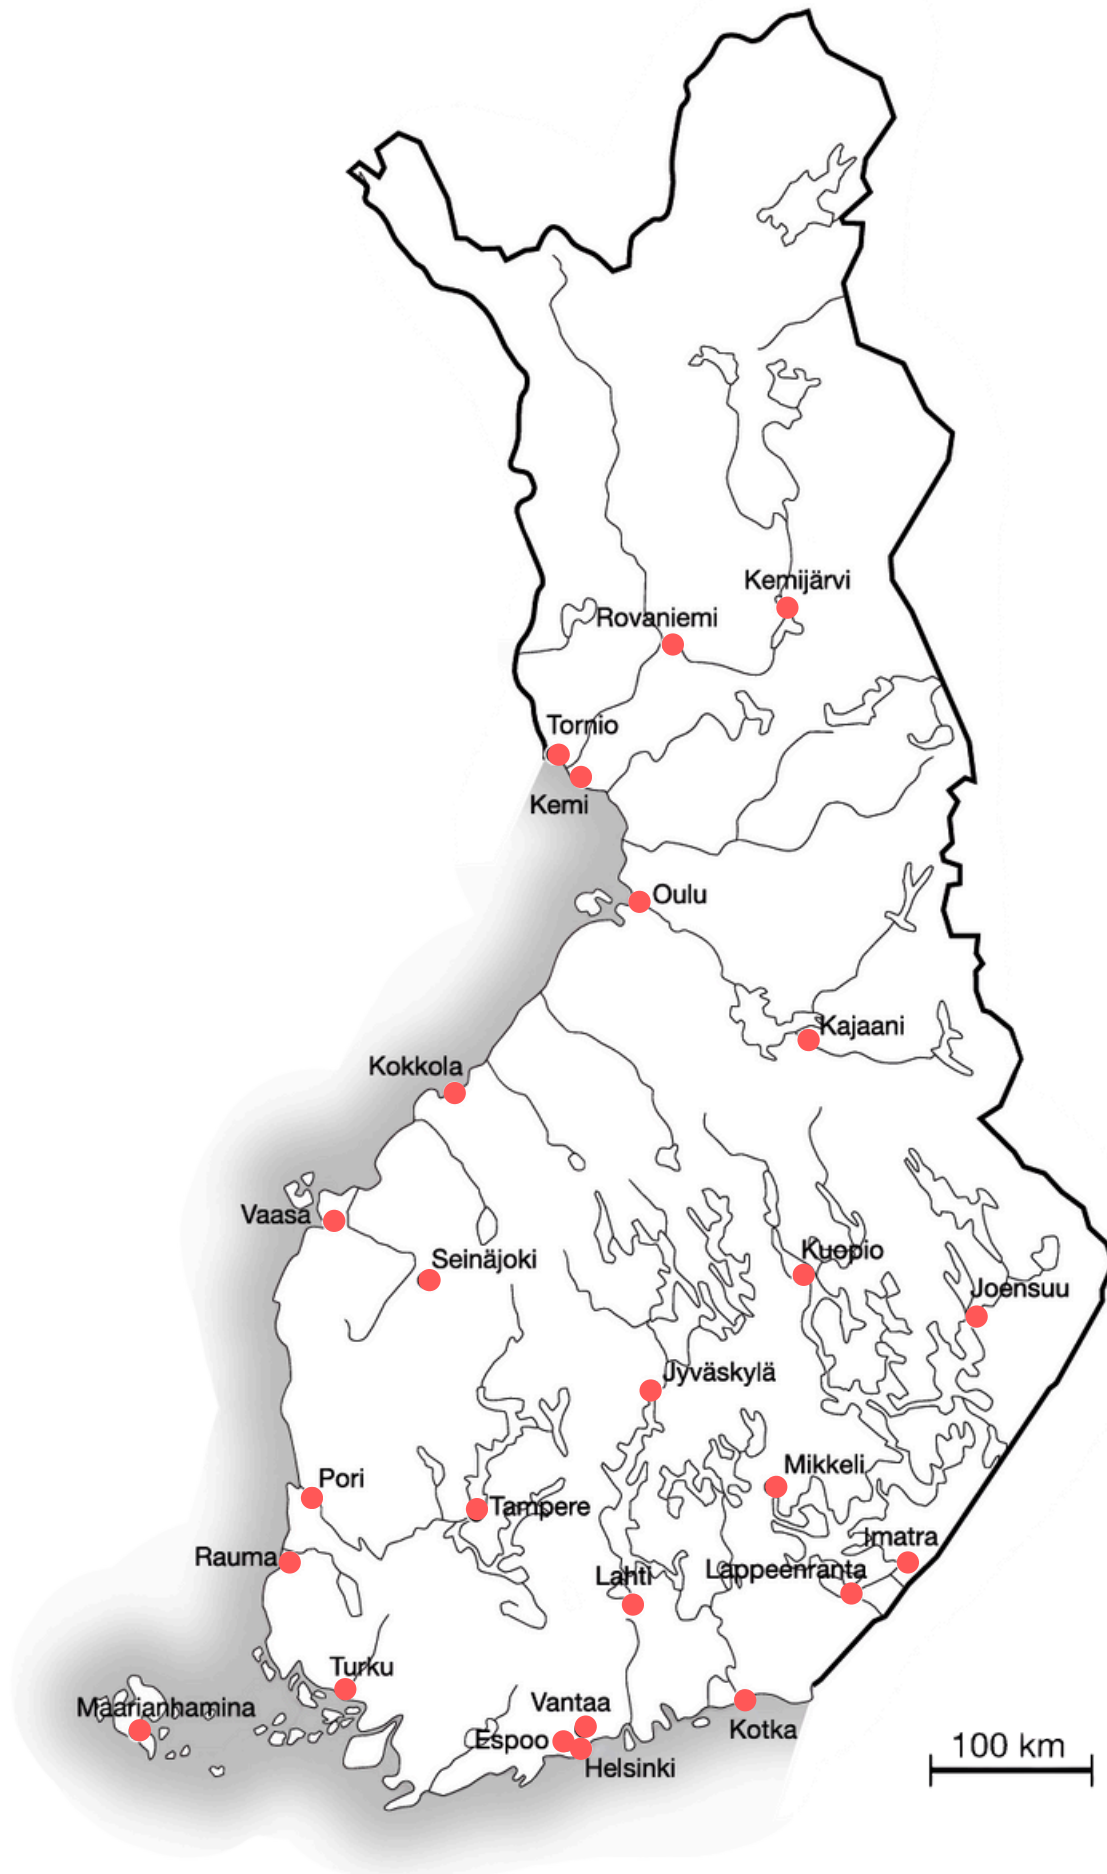 Kemijärvi
Rovaniemi
Tornio
Kemi
Oulu
Kajaani
Kokkola
Vaasa
Seinäjoki
Kuopio
Joensuu
Jyväskylä
Mikkeli
Pori
Tampere
Imatra
Rauma
Lahti
Lappeenranta
Turku
Maarianhamina
Vantaa
Espoo
Kotka
Helsinki
100 km